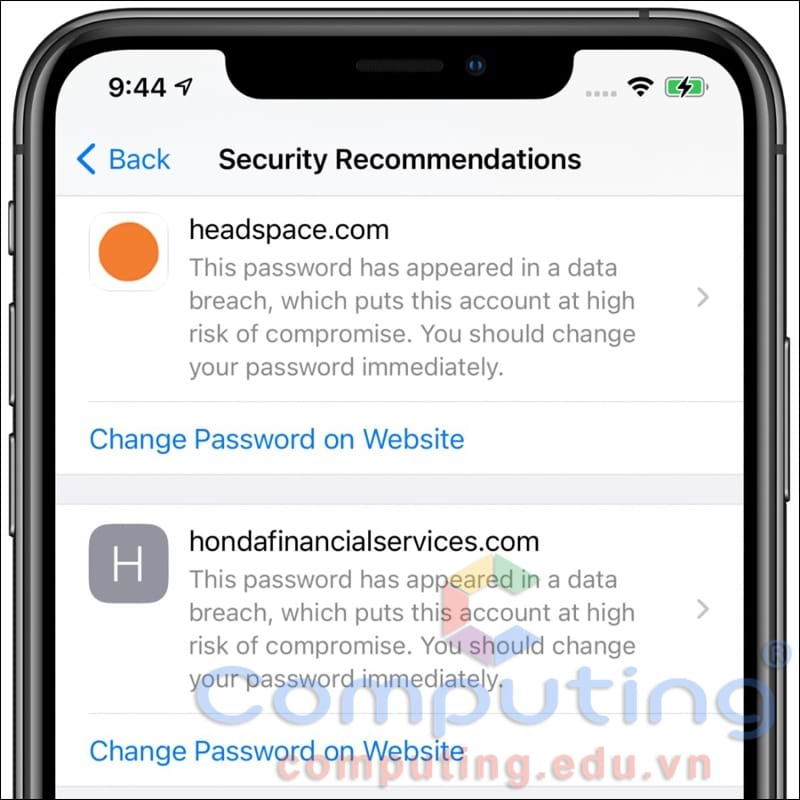 9:44
Back
Security Recommendations
headspace.com
This password has appeared in a data
breach, which puts this account at high
risk of compromise. You should change
your password immediately.
Change Password on Website
H
hondafinancialservices.com
This password has appeared in a data
breach, which puts this account at high
risk of compromise. You should change
your password immediately.
Computing®
Change Password on Website
computing.edu.vn